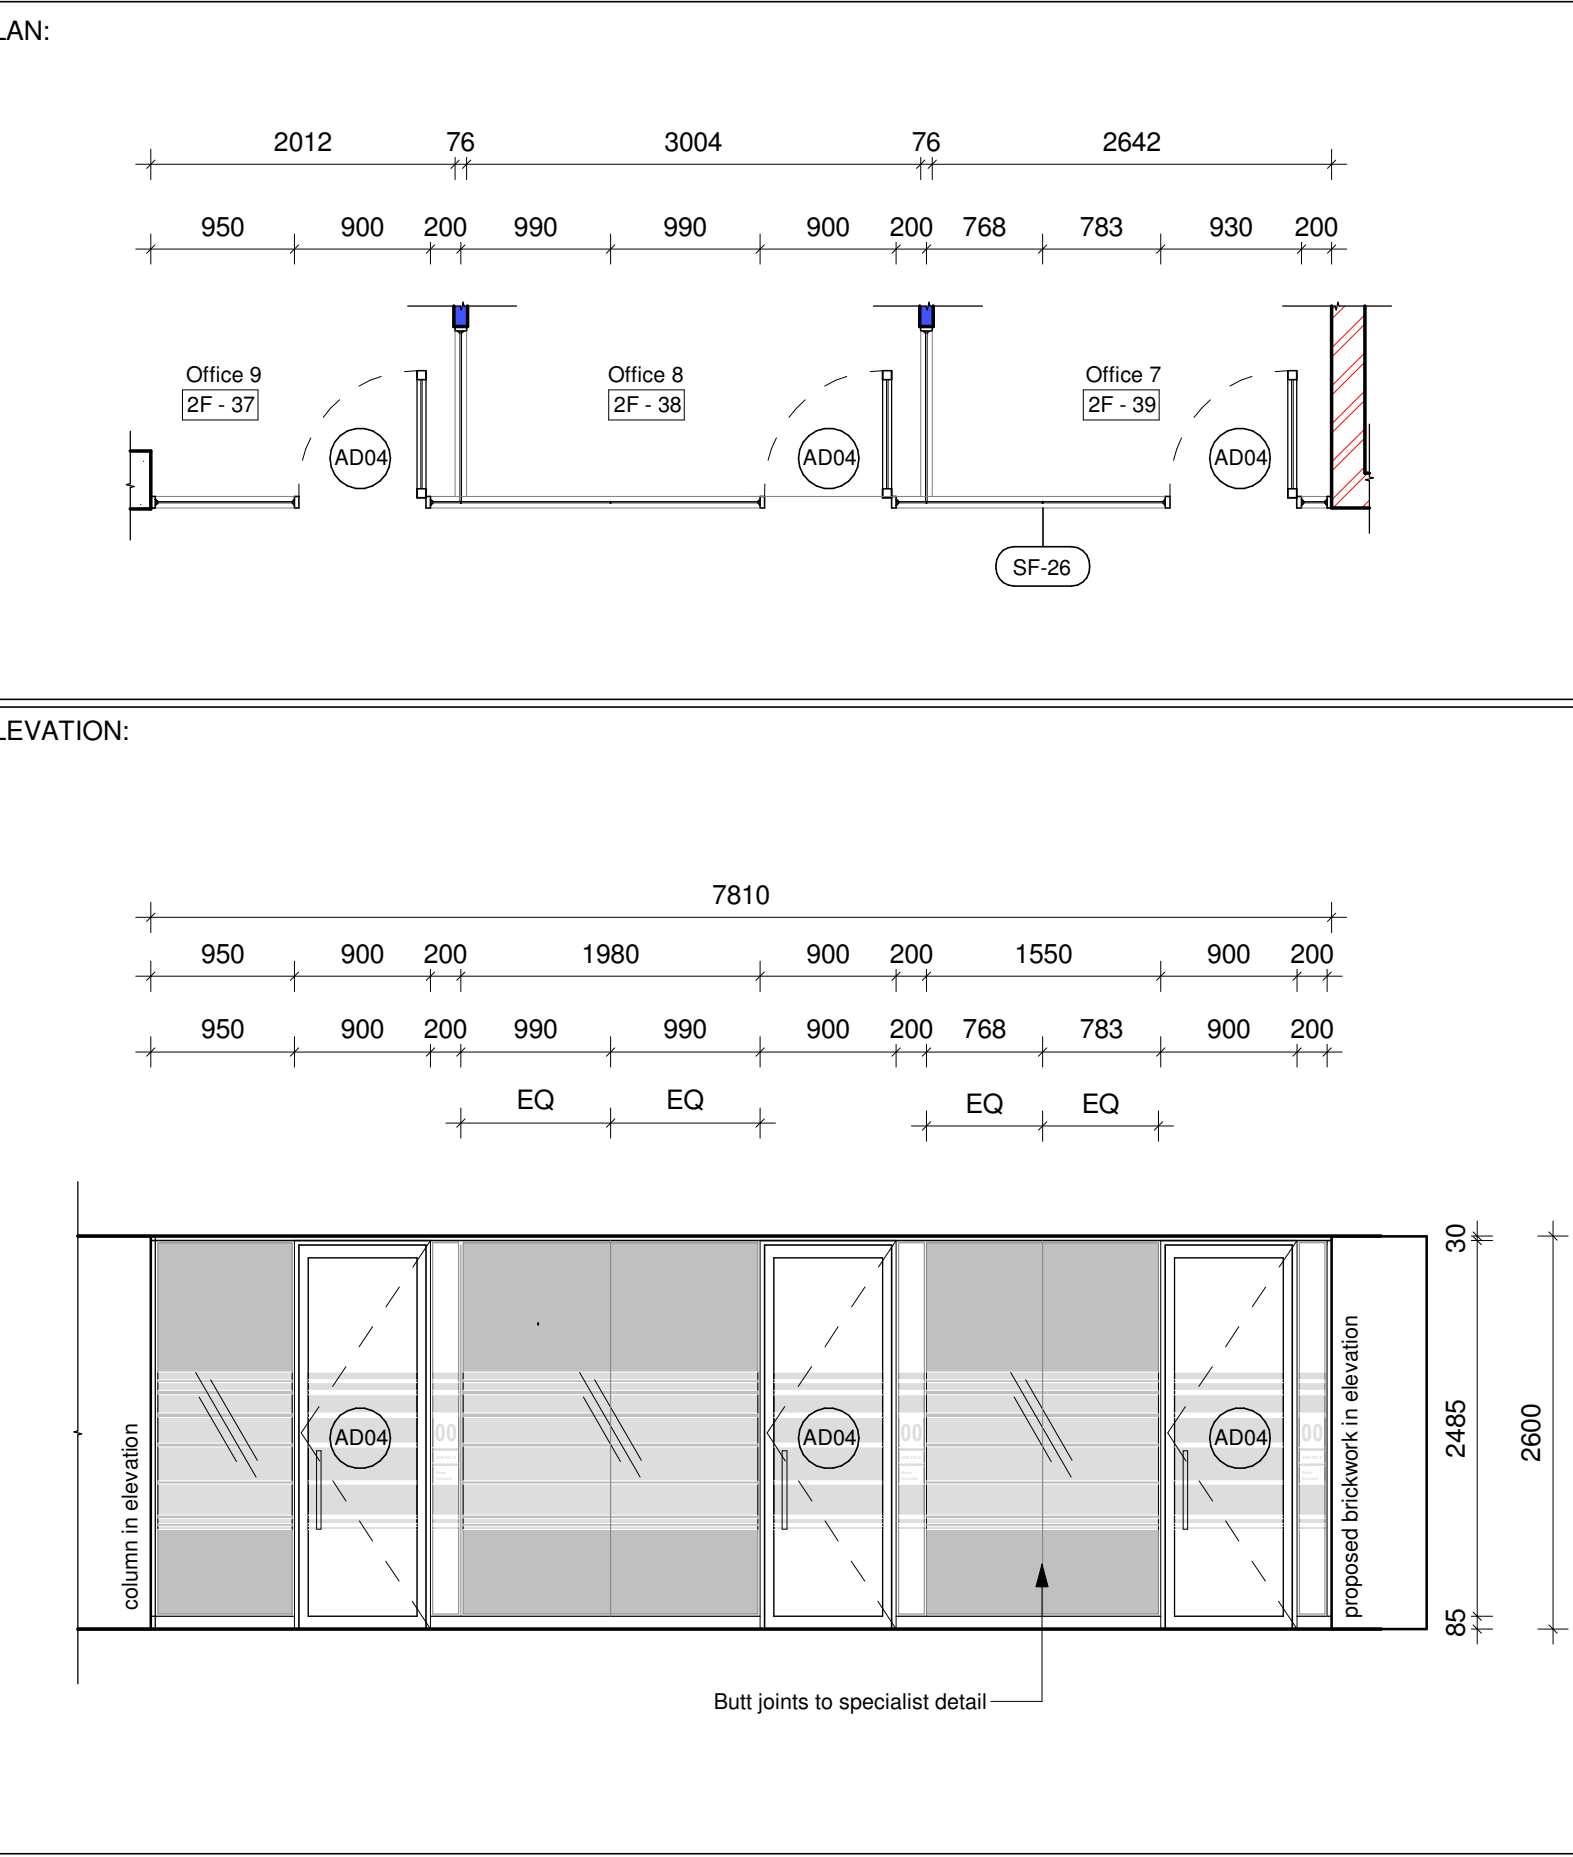 LAN:
2012 76 3004 76 2642
950 900 200 990 990 900 200 768 783 930 200
Office 9 Office 8 Office 7
2F - 37 2F - 38 2F - 39
AD04 AD04 AD04
SF-26
LEVATION:
7810
950 900 200 1980 900 200 1550 900 200
950 900 200 990 990 900 200 768 783 900 200
EQ EQ EQ EQ
30
2485
85
2600
column in elevation
AD04 AD04 AD04
00 00 00
proposed brickwork in elevation
Butt joints to specialist detail